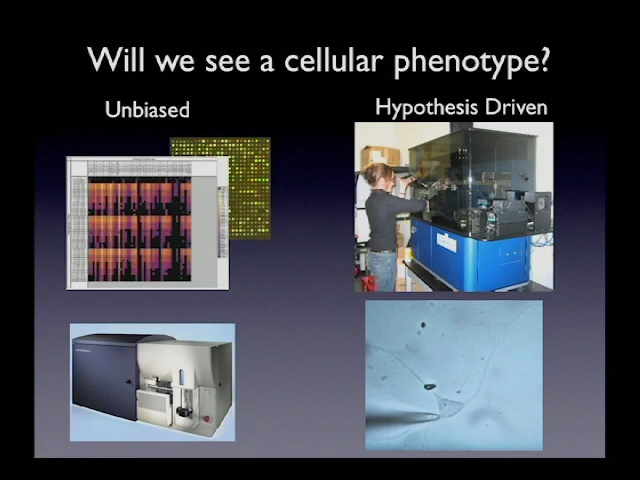 Will we see a cellular phenotype?
Unbiased
Hypothesis Driven